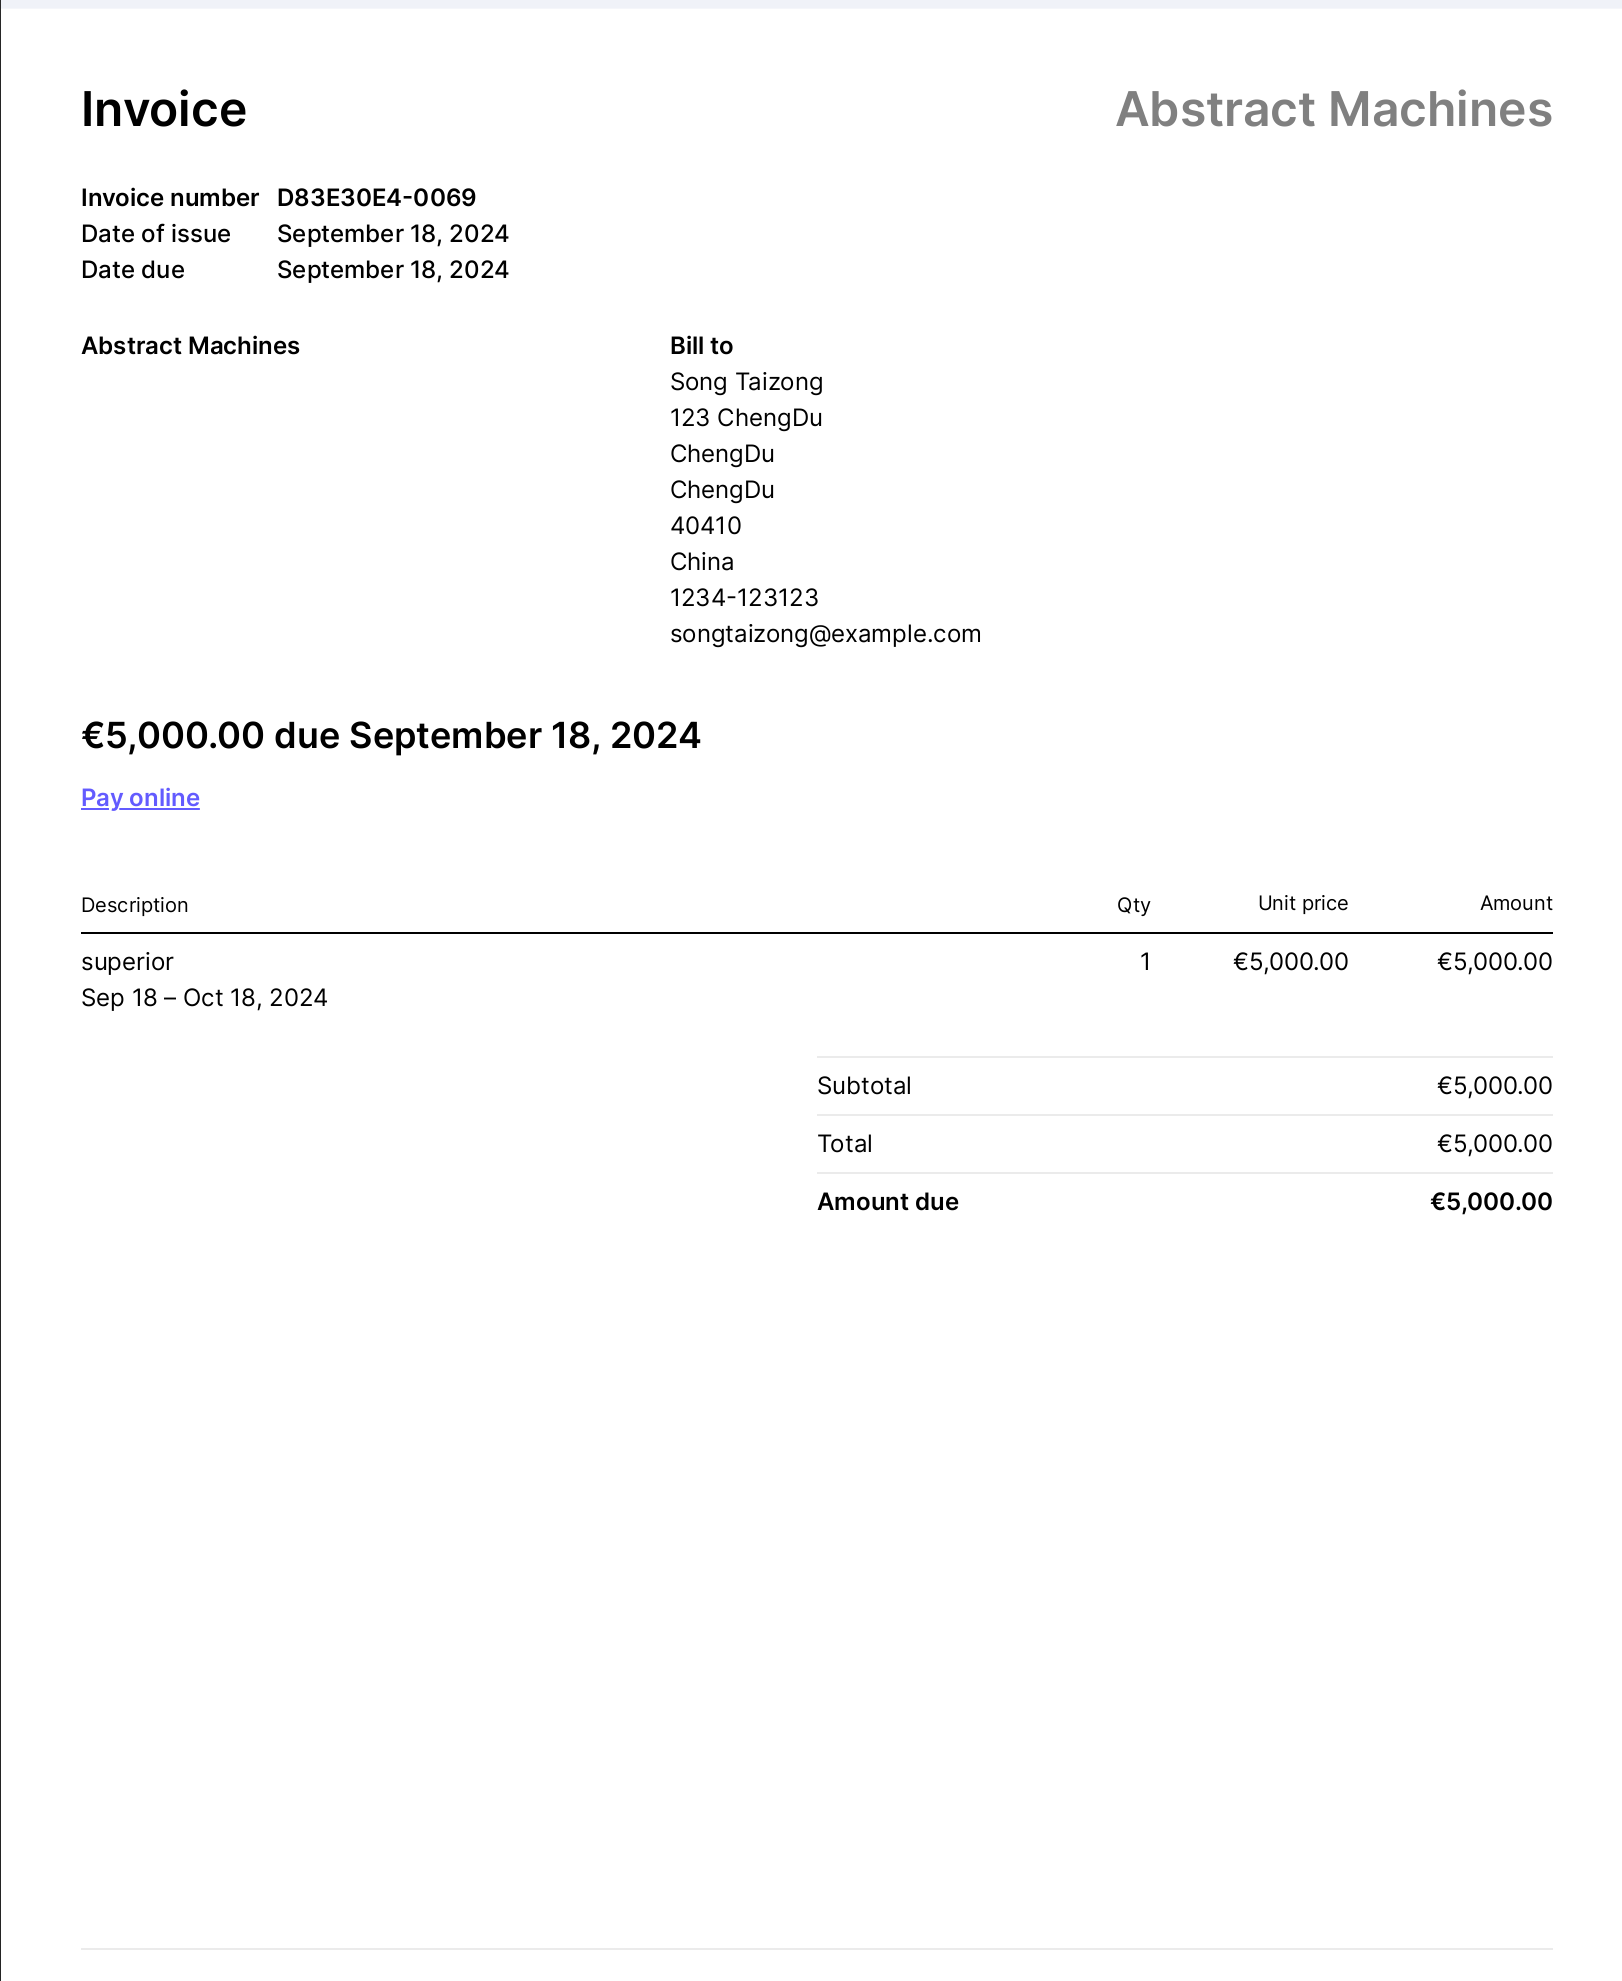 Invoice
Abstract Machines
Invoice number D83E30E4-0069
Date of issue September 18, 2024
Date due September 18, 2024
Abstract Machines
Bill to
Song Taizong
123 ChengDu
ChengDu
ChengDu
40410
China
1234-123123
songtaizong@example.com
€5,000.00 due September 18, 2024
Pay online
Description Qty Unit price Amount
superior 1 €5,000.00 €5,000.00
Sep 18 – Oct 18, 2024
Subtotal €5,000.00
Total €5,000.00
Amount due €5,000.00